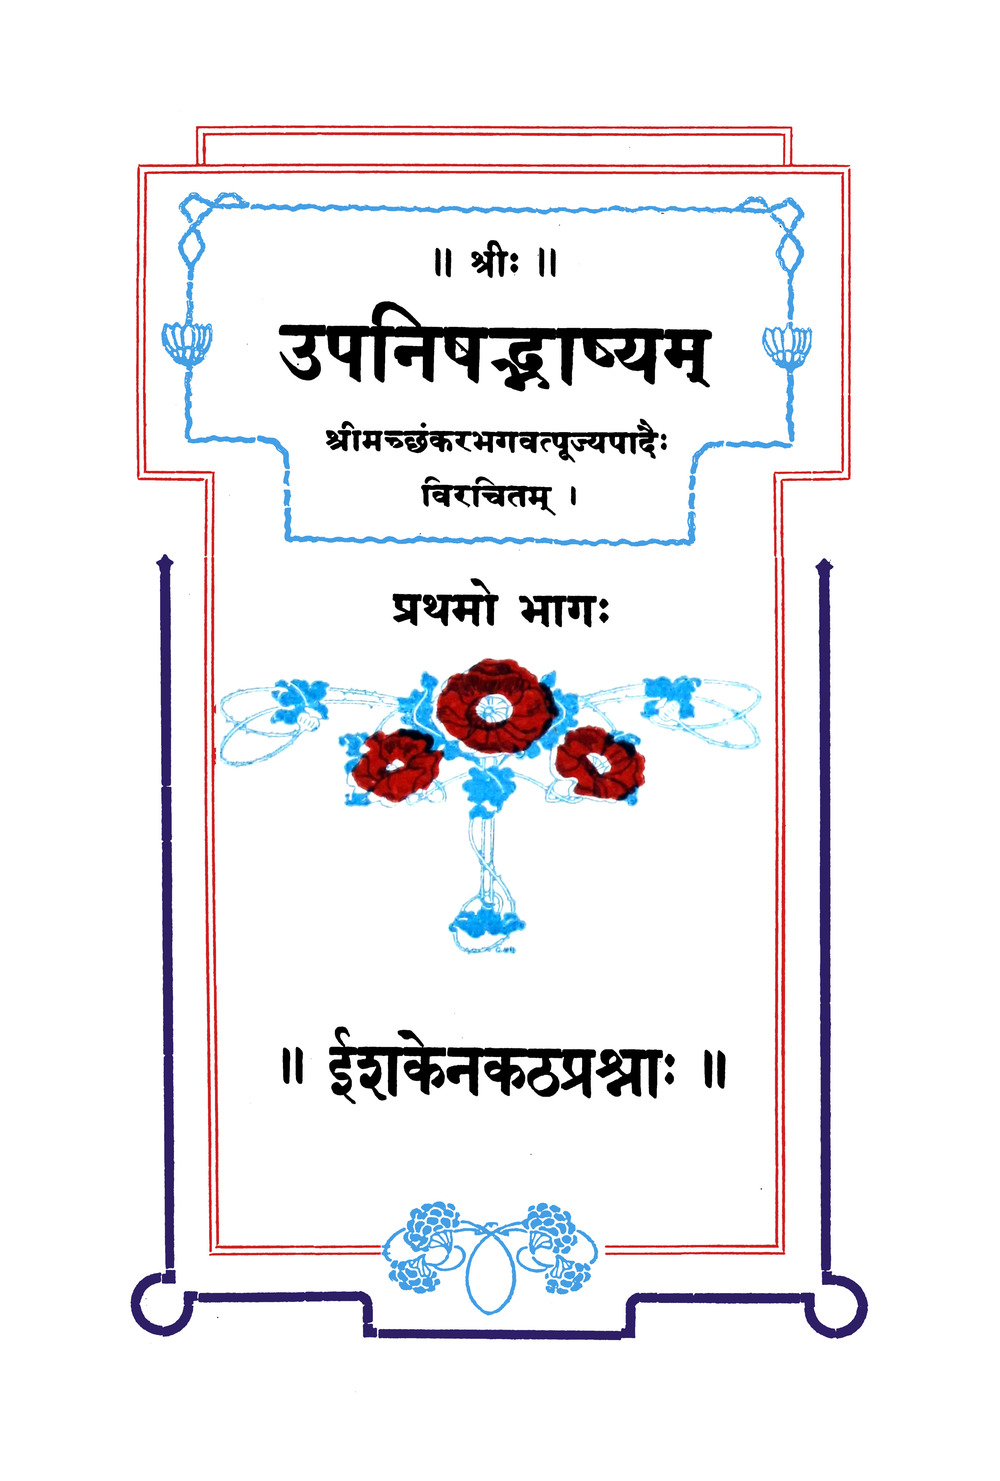 ॥ श्रीः ॥
उपनिषद्भाष्यम्
श्रीमच्छंकरभगवत्पूज्यपादैः
विरचितम् ।
प्रथमो भागः
॥ ईशकेनकठप्रश्नाः ॥